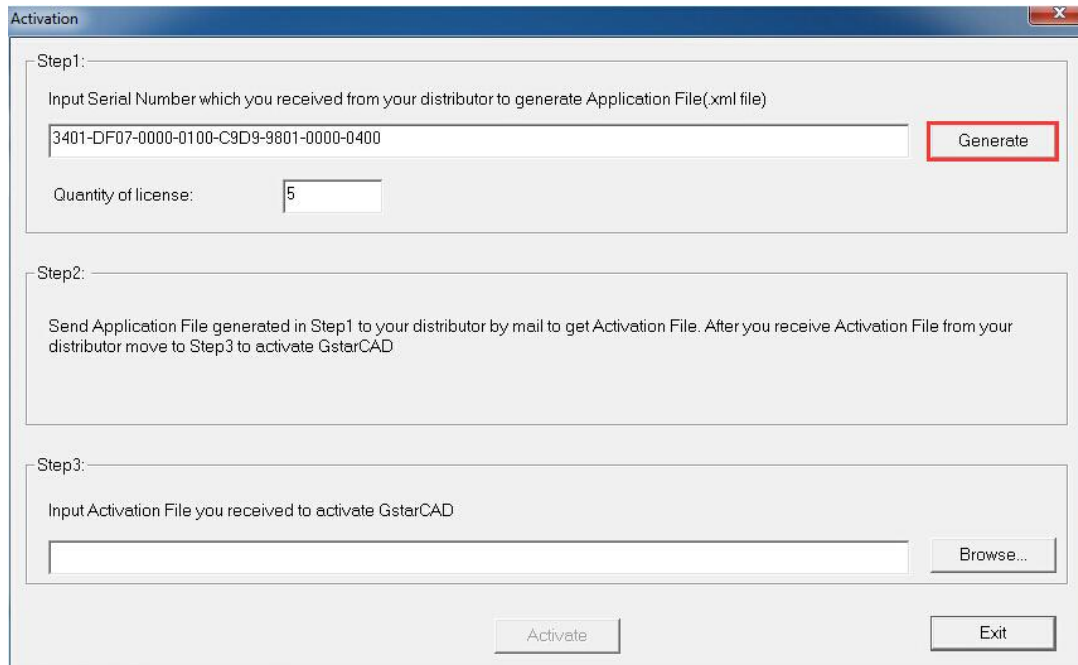 Activation
Step1:
Input Serial Number which you received from your distributor to generate Application File(.xml file)
3401-DF07-0000-0100-C9D9-9801-0000-0400
Generate
Quantity of license:
5
Step2:
Send Application File generated in Step1 to your distributor by mail to get Activation File. After you receive Activation File from your
distributor move to Step3 to activate GstarCAD
Step3:
Input Activation File you received to activate GstarCAD
Browse...
Activate
Exit